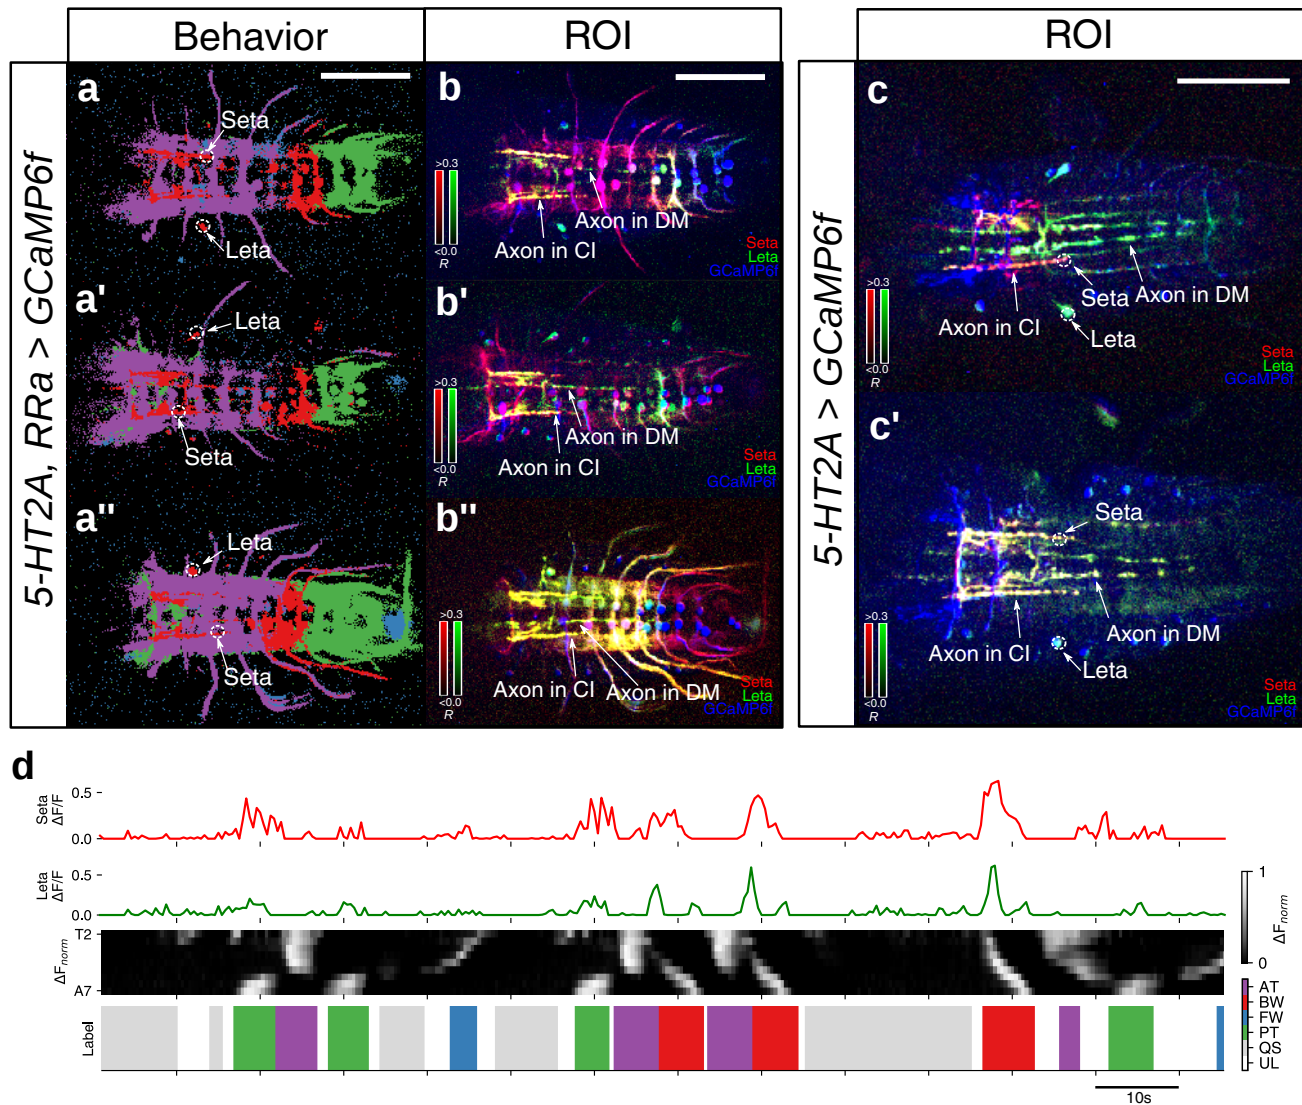 Behavior
ROI
ROI
5-HT2A, RRa > GCaMP6f
5-HT2A > GCaMP6f
a
Seta
Leta
b
>0.3
<0.0
R
Axon in DM
Axon in CI
Seta
Leta
GCaMP6f
a'
Leta
Seta
b'
>0.3
<0.0
R
Axon in DM
Axon in CI
Seta
Leta
GCaMP6f
a''
Leta
Seta
b''
>0.3
<0.0
R
Axon in CI
Axon in DM
Seta
Leta
GCaMP6f
c
>0.3
<0.0
R
Seta
Axon in DM
Axon in CI
Leta
Seta
Leta
GCaMP6f
c'
Seta
>0.3
<0.0
R
Axon in DM
Axon in CI
Leta
Seta
Leta
GCaMP6f
d
Seta
ΔF/F
0.5
0.0
Leta
ΔF/F
0.5
0.0
ΔFnorm
T2
A7
1
0
ΔFnorm
Label
AT
BW
FW
PT
QS
UL
10s